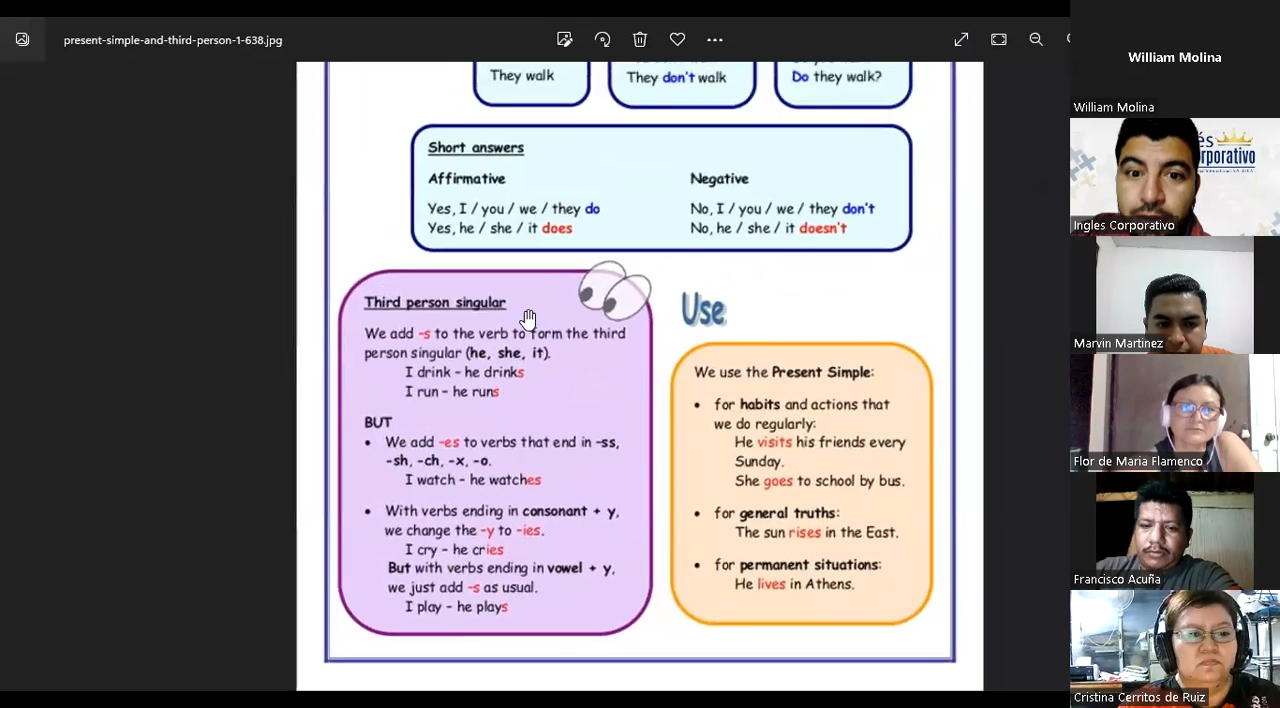 present-simple-and-third-person-1-638.jpg
William Molina
They walk
They don't walk
Do they walk?
William Molina
Short answers
Affirmative
Negative
Yes, I / you / we / they do
No, I / you / we / they don't
Yes, he / she / it does
No, he / she / it doesn't
Third person singular
We add -s to the verb to form the third
person singular (he, she, it).
I drink – he drinks
I run – he runs
BUT
• We add -es to verbs that end in -ss,
-sh, -ch, -x, -o.
I watch – he watches
• With verbs ending in consonant + y,
we change the -y to -ies.
I cry – he cries
But with verbs ending in vowel + y,
we just add -s as usual.
I play – he plays
Use
We use the Present Simple:
• for habits and actions that
we do regularly:
He visits his friends every
Sunday.
She goes to school by bus.
• for general truths:
The sun rises in the East.
• for permanent situations:
He lives in Athens.
Ingles Corporativo
Marvin Martinez
Flor de Maria Flamenco
Francisco Acuña
Cristina Cerritos de Ruiz